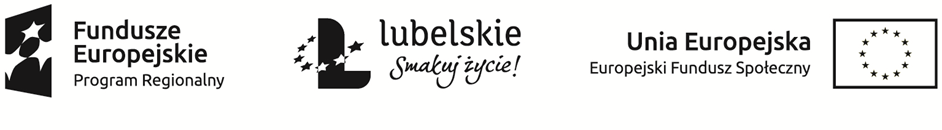 Fundusze
Europejskie
Program Regionalny
lubelskie
Smakuj życie!
Unia Europejska
Europejski Fundusz Społeczny